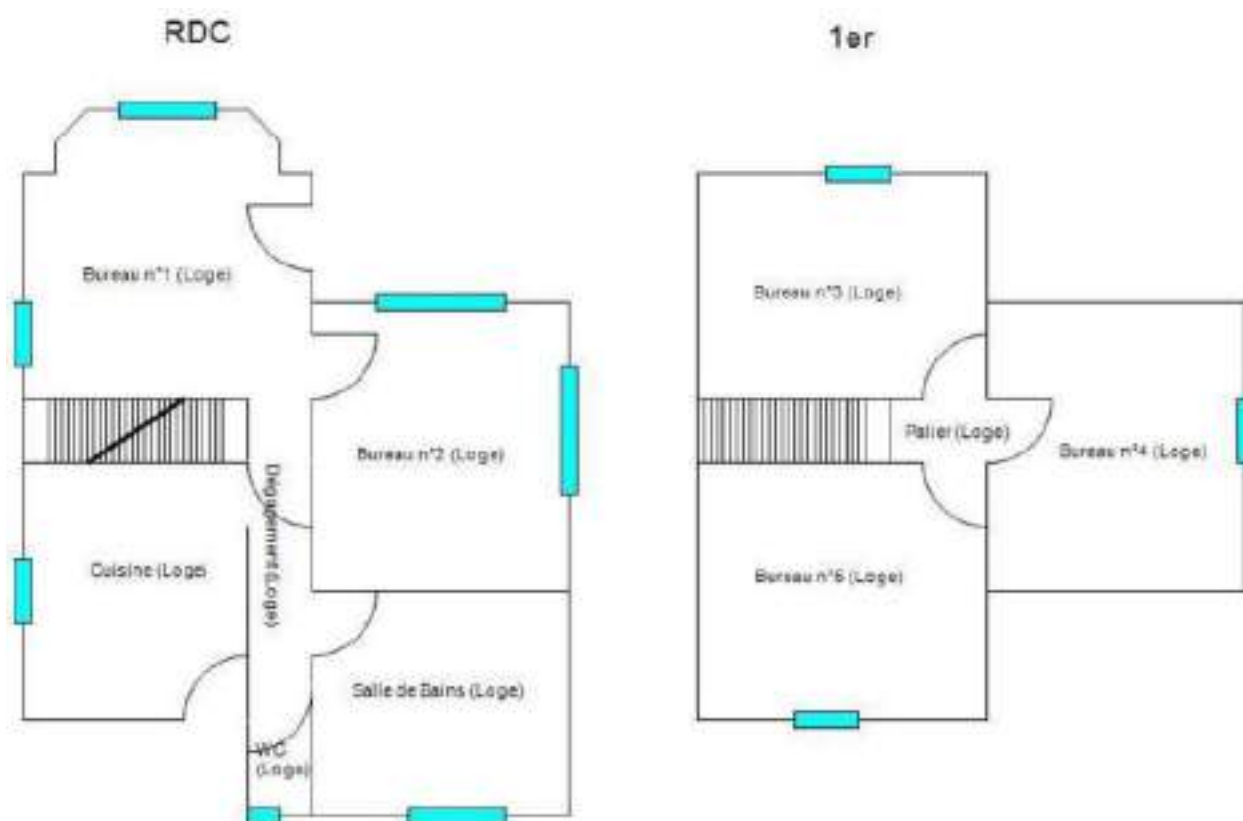 RDC
1er
Bureau n°1 (Loge)
Bureau n°2 (Loge)
Dégagement (Loge)
Cuisine (Loge)
Salle de Bains (Loge)
WC
(Loge)
Bureau n°3 (Loge)
Palier (Loge)
Bureau n°4 (Loge)
Bureau n°5 (Loge)